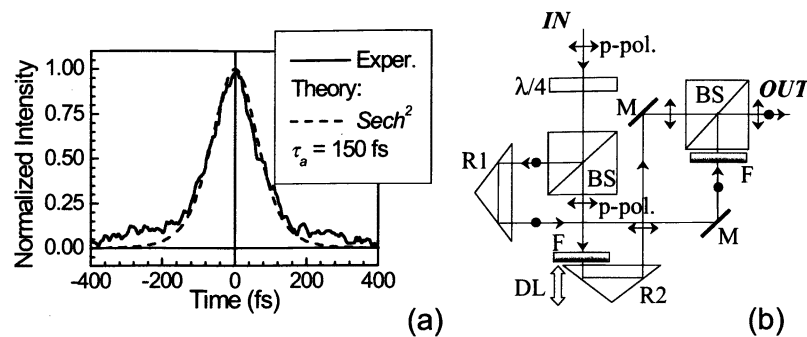 Normalized Intensity
1.00
0.75
0.50
0.25
0.00
-400
-200
0
200
400
Time (fs)
Exper.
Theory:
Sech²
τₐ = 150 fs
(a)
IN
p-pol.
λ/4
M
BS
OUT
R1
BS
F
p-pol.
M
F
DL
R2
(b)